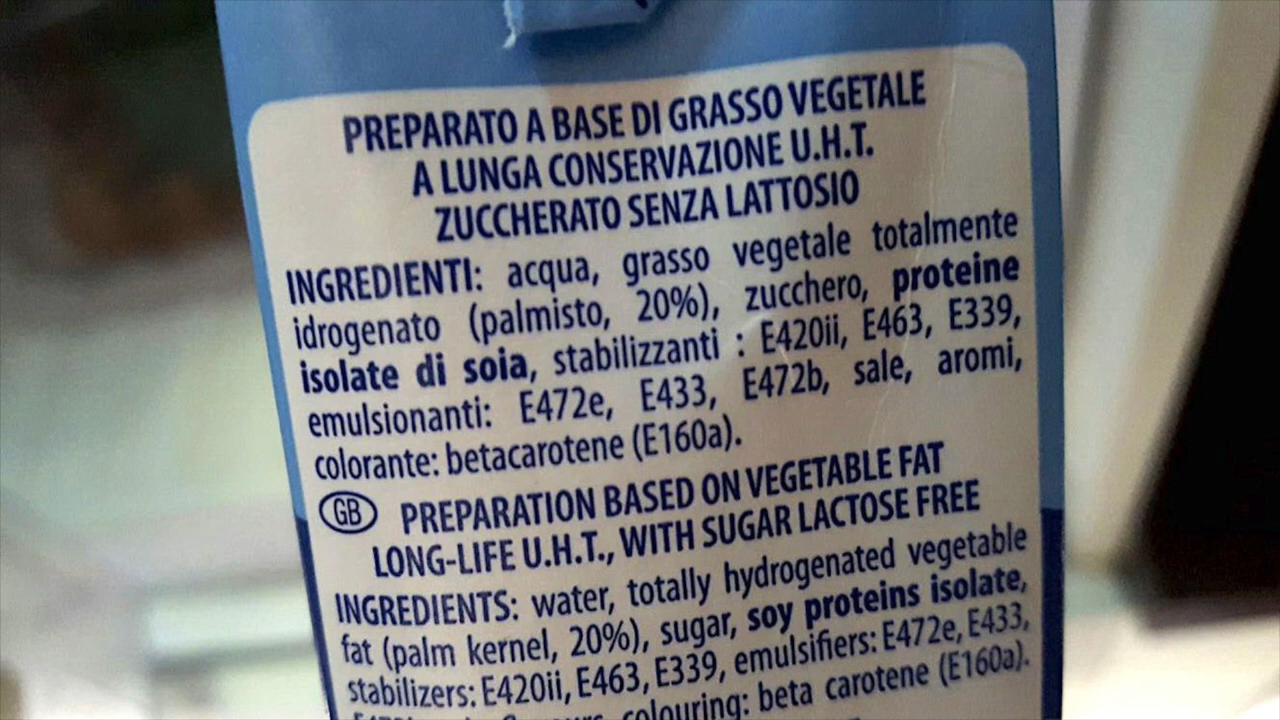 PREPARATO A BASE DI GRASSO VEGETALE
A LUNGA CONSERVAZIONE U.H.T.
ZUCCHERATO SENZA LATTOSIO
INGREDIENTI: acqua, grasso vegetale totalmente
idrogenato (palmisto, 20%), zucchero, proteine
isolate di soia, stabilizzanti : E420ii, E463, E339,
emulsionanti: E472e, E433, E472b, sale, aromi,
colorante: betacarotene (E160a).
GB PREPARATION BASED ON VEGETABLE FAT
LONG-LIFE U.H.T., WITH SUGAR LACTOSE FREE
INGREDIENTS: water, totally hydrogenated vegetable
fat (palm kernel, 20%), sugar, soy proteins isolate,
stabilizers: E420ii, E463, E339, emulsifiers: E472e, E433,
colouring: beta carotene (E160a).